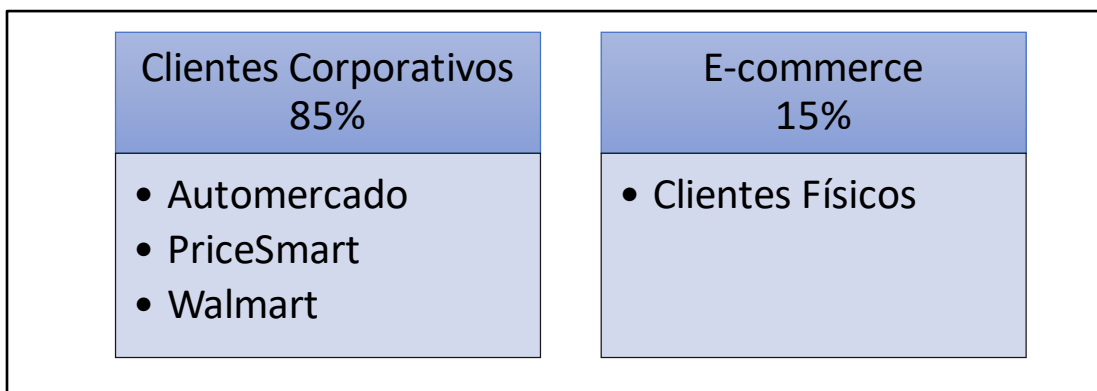 Clientes Corporativos
85%
• Automercado
• PriceSmart
• Walmart
E-commerce
15%
• Clientes Físicos